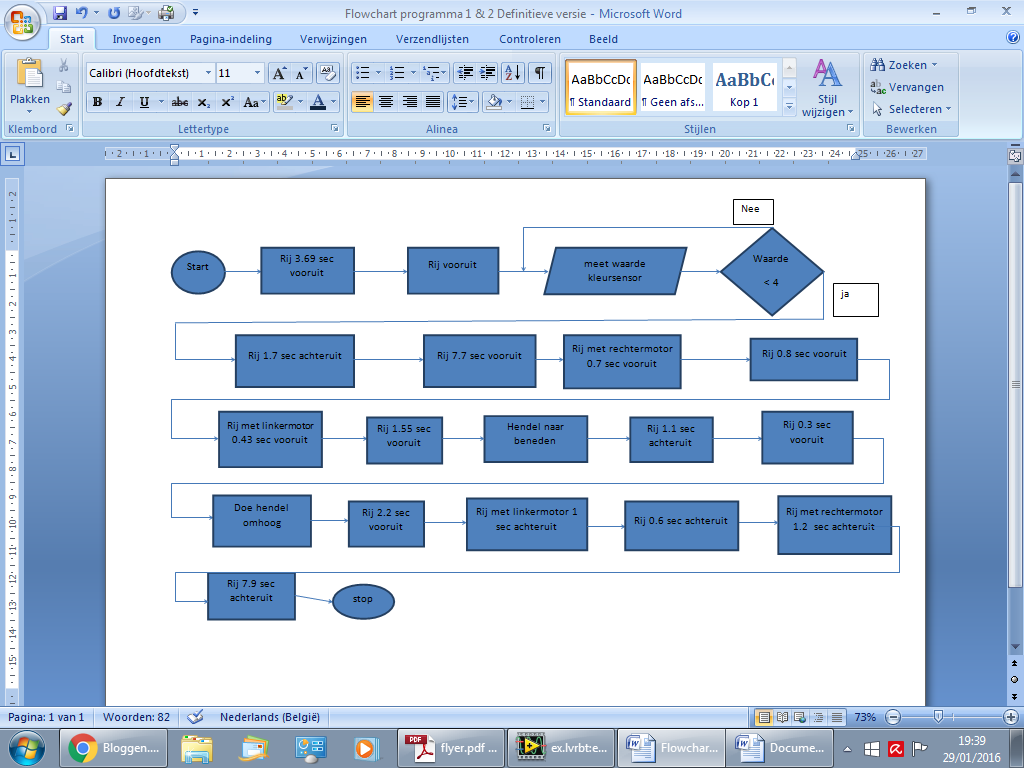 Flowchart programma 1 & 2 Definitieve versie - Microsoft Word
Start Invoegen Pagina-indeling Verwijzingen Verzendlijsten Controleren Beeld
Plakken
Klembord
Calibri (Hoofdtekst) 11
B I U abc X₂ X² Aa
Lettertype
Alinea
AaBbCcDc AaBbCcDc AaBbC
¶ Standaard ¶ Geen afs... Kop 1
Stijlen
Stijl
wijzigen
Zoeken
Vervangen
Selecteren
Bewerken
Nee
Start
Rij 3.69 sec
vooruit
Rij vooruit
meet waarde
kleursensor
Waarde
< 4
ja
Rij 1.7 sec achteruit
Rij 7.7 sec vooruit
Rij met rechtermotor
0.7 sec vooruit
Rij 0.8 sec vooruit
Rij met linkermotor
0.43 sec vooruit
Rij 1.55 sec
vooruit
Hendel naar
beneden
Rij 1.1 sec
achteruit
Rij 0.3 sec
vooruit
Doe hendel
omhoog
Rij 2.2 sec
vooruit
Rij met linkermotor 1
sec achteruit
Rij 0.6 sec achteruit
Rij met rechtermotor
1.2 sec achteruit
Rij 7.9 sec
achteruit
stop
Pagina: 1 van 1 Woorden: 82 Nederlands (België) 73%
Bloggen.... flyer.pdf ... ex.lvrbt:e... Flowchar... Docume...
19:39
29/01/2016